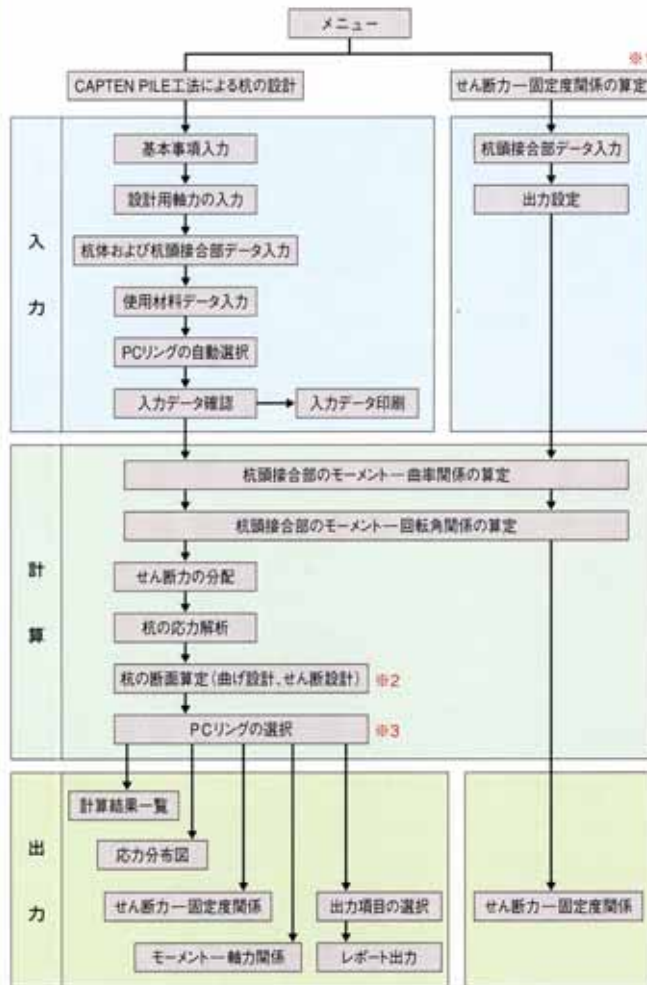 メニュー
※1
CAPTEN PILE工法による杭の設計
せん断力―固定度関係の算定
入力
基本事項入力
設計用軸力の入力
杭体および杭頭接合部データ入力
使用材料データ入力
PCリングの自動選択
入力データ確認
入力データ印刷
杭頭接合部データ入力
出力設定
計算
杭頭接合部のモーメント―曲率関係の算定
杭頭接合部のモーメント―回転角関係の算定
せん断力の分配
杭の応力解析
杭の断面算定(曲げ設計、せん断設計)
※2
PCリングの選択
※3
出力
計算結果一覧
応力分布図
せん断力―固定度関係
出力項目の選択
モーメント―軸力関係
レポート出力
せん断力―固定度関係